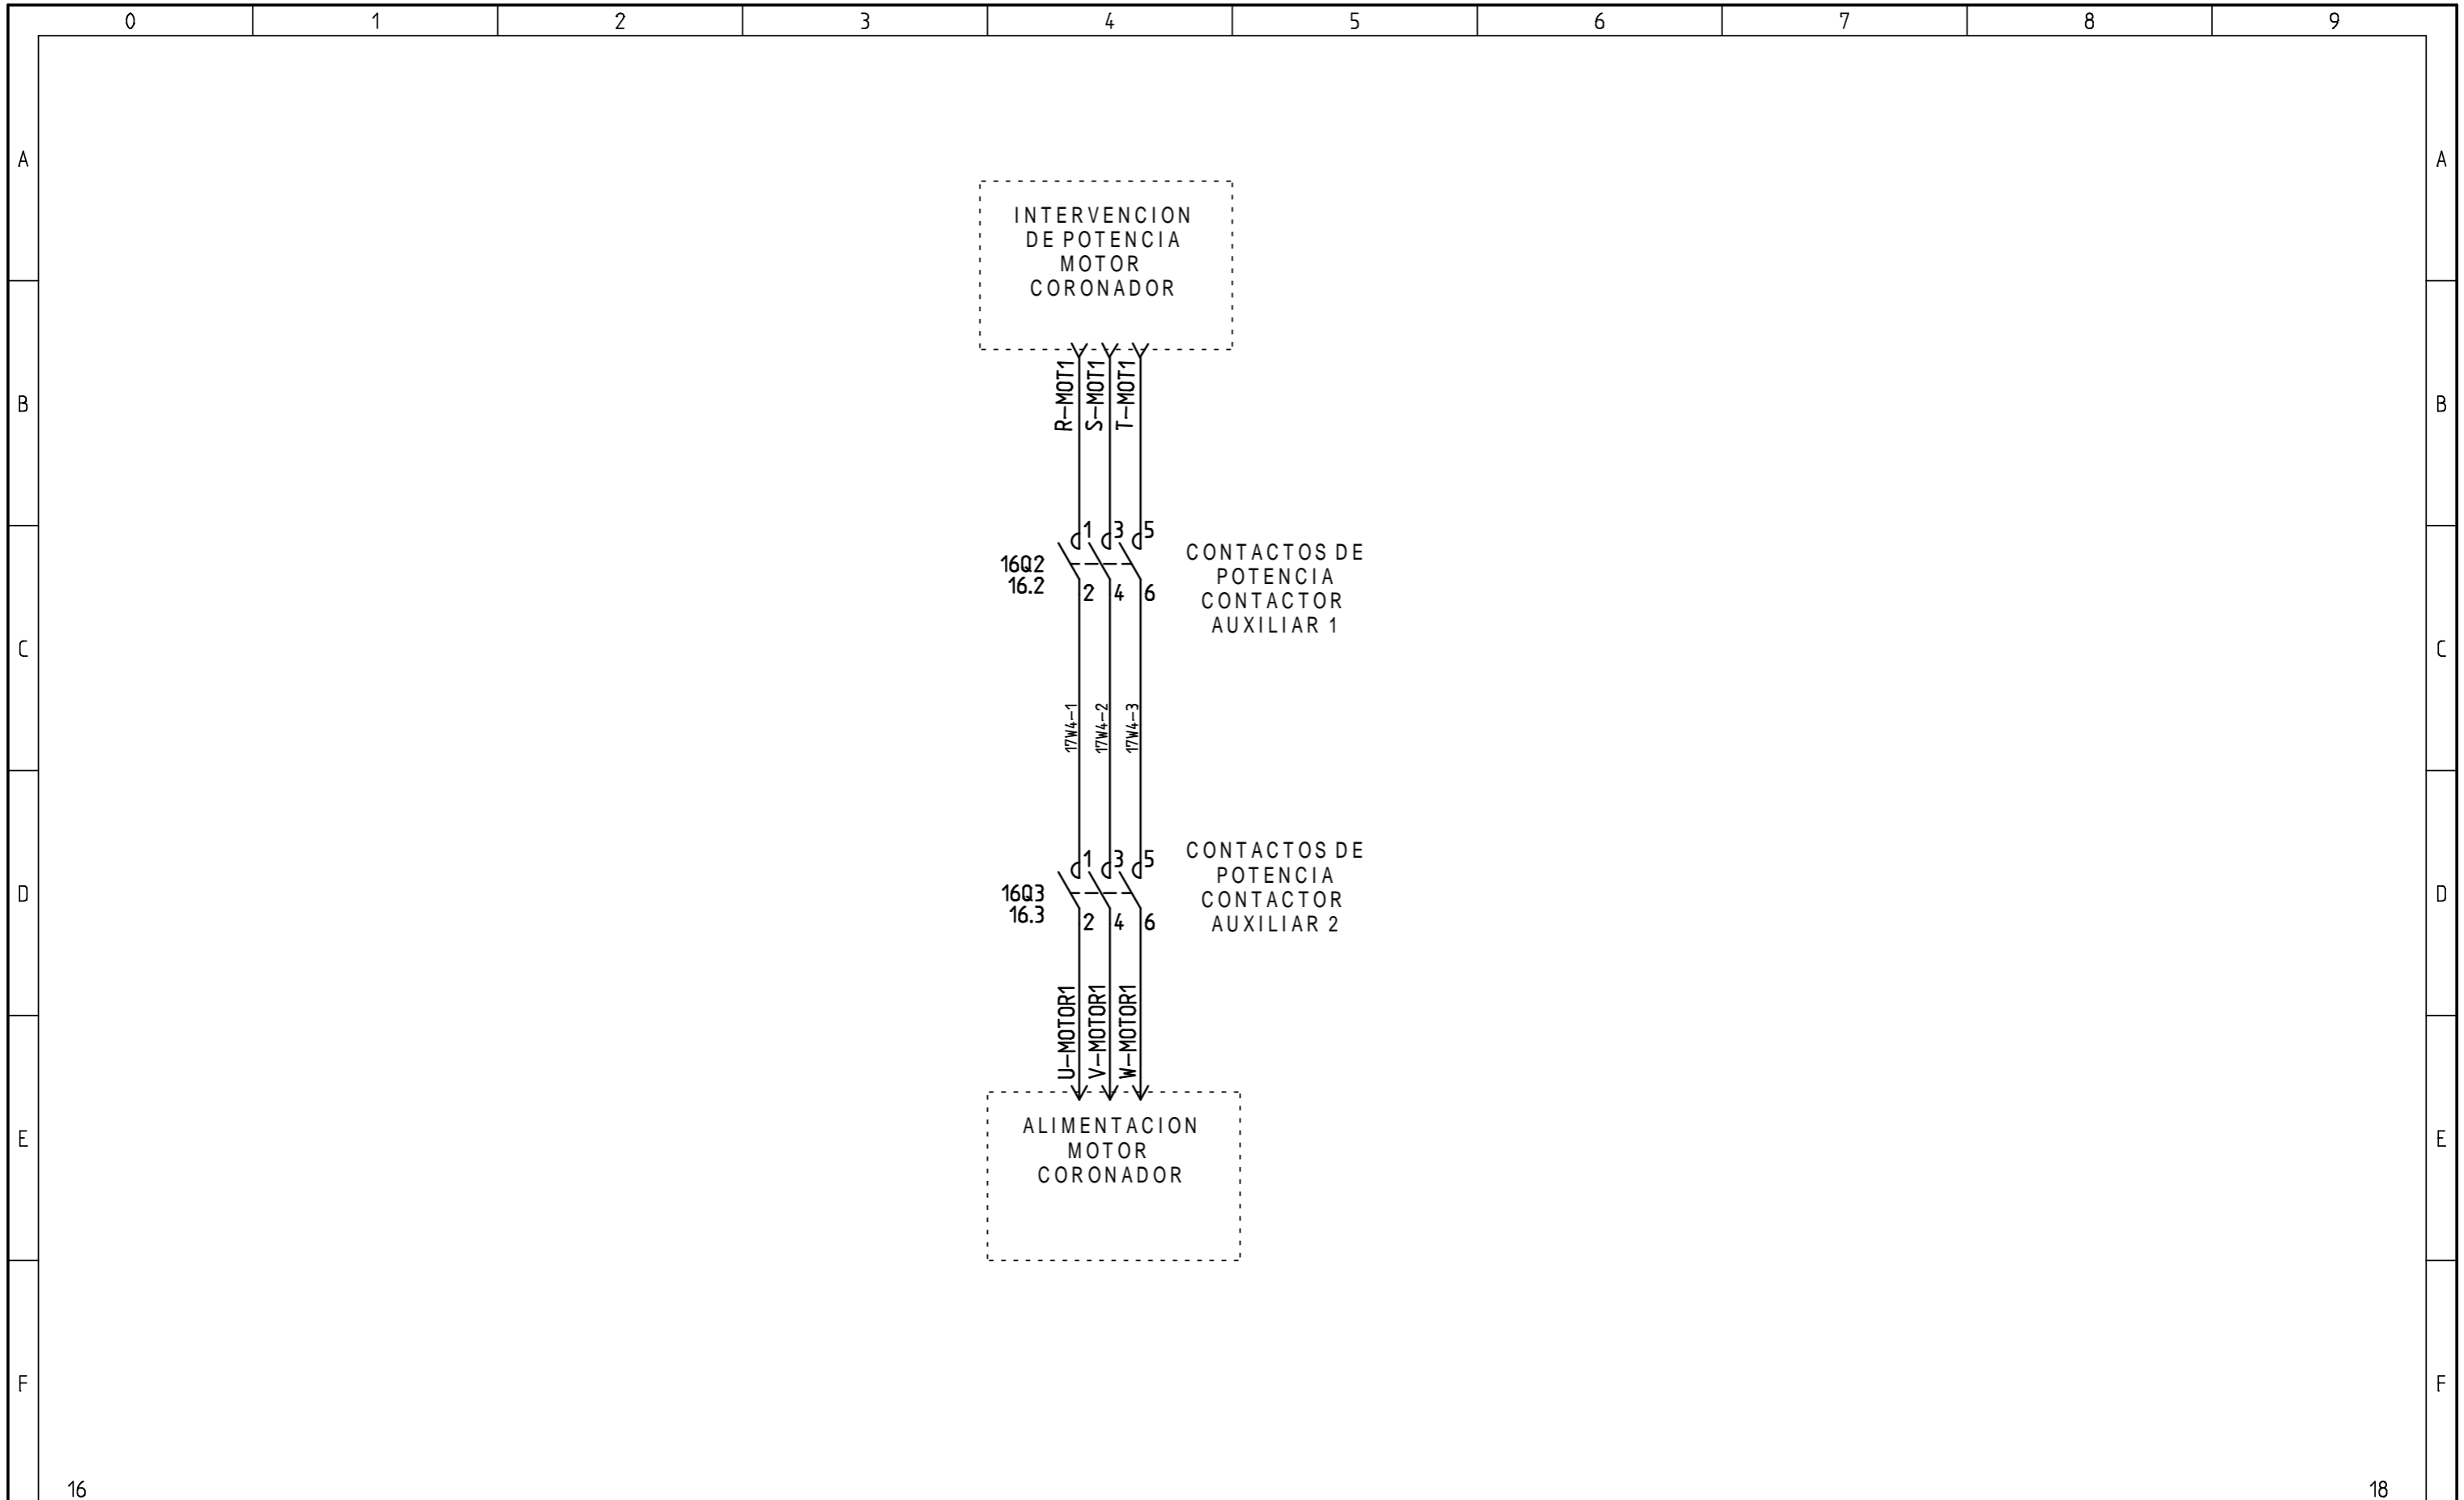 0 1 2 3 4 5 6 7 8 9
A A
INTERVENCION
DE POTENCIA
MOTOR
CORONADOR
R-MOT1 S-MOT1 T-MOT1
B B
1 3 5
16Q2
16.2
2 4 6
CONTACTOS DE
POTENCIA
CONTACTOR
AUXILIAR 1
C C
17W4-1 17W4-2 17W4-3
1 3 5
16Q3
16.3
2 4 6
CONTACTOS DE
POTENCIA
CONTACTOR
AUXILIAR 2
D D
U-MOTOR1 V-MOTOR1 W-MOTOR1
ALIMENTACION
MOTOR
CORONADOR
E E
F F
16 18